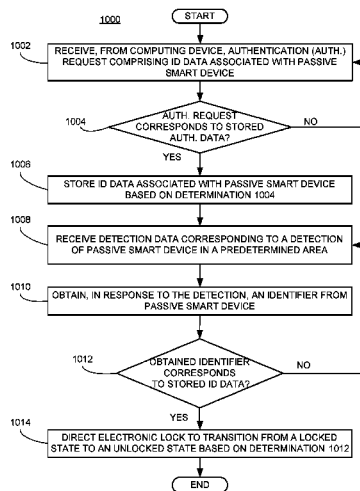 1000
START
1002
RECEIVE, FROM COMPUTING DEVICE, AUTHENTICATION (AUTH.)
REQUEST COMPRISING ID DATA ASSOCIATED WITH PASSIVE
SMART DEVICE
1004
AUTH. REQUEST
CORRESPONDS TO STORED
AUTH. DATA?
NO
YES
1006
STORE ID DATA ASSOCIATED WITH PASSIVE SMART DEVICE
BASED ON DETERMINATION 1004
1008
RECEIVE DETECTION DATA CORRESPONDING TO A DETECTION
OF PASSIVE SMART DEVICE IN A PREDETERMINED AREA
1010
OBTAIN, IN RESPONSE TO THE DETECTION, AN IDENTIFIER FROM
PASSIVE SMART DEVICE
1012
OBTAINED IDENTIFIER
CORRESPONDS
TO STORED ID DATA?
NO
YES
1014
DIRECT ELECTRONIC LOCK TO TRANSITION FROM A LOCKED
STATE TO AN UNLOCKED STATE BASED ON DETERMINATION 1012
END